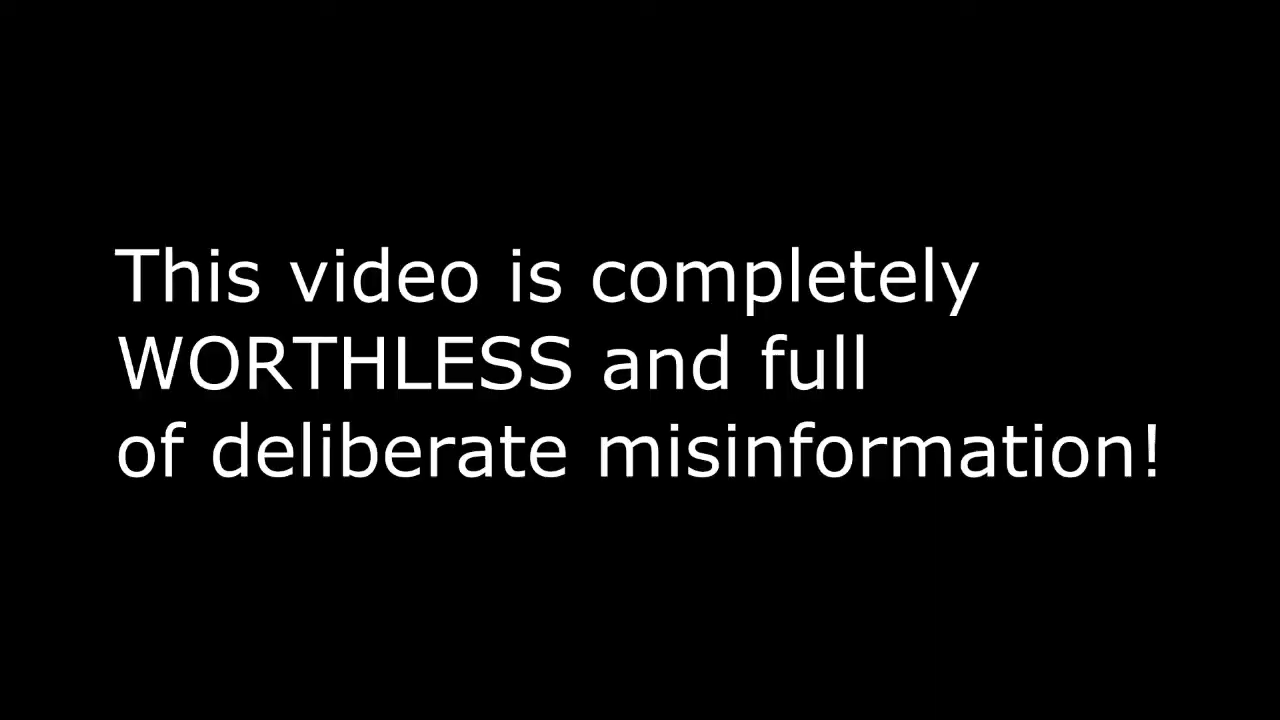 This video is completely
WORTHLESS and full
of deliberate misinformation!